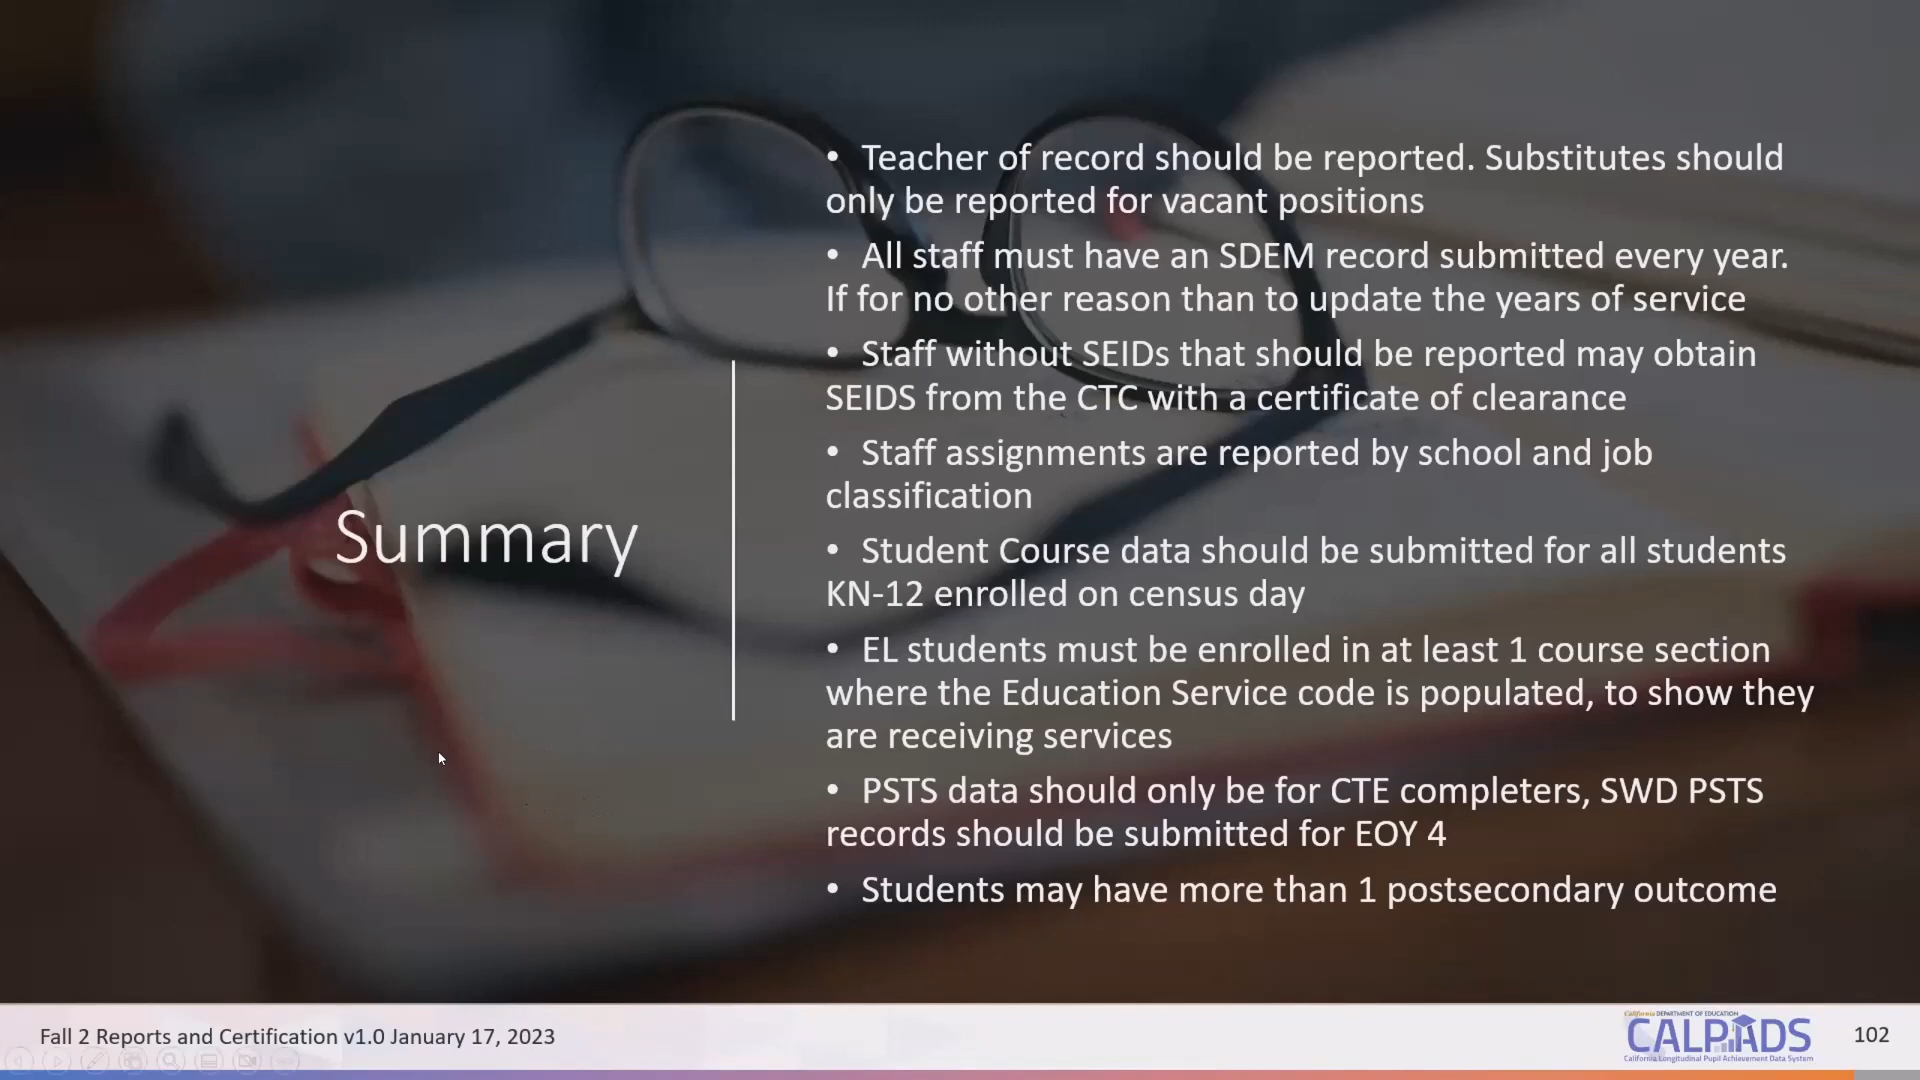 Summary
• Teacher of record should be reported. Substitutes should
only be reported for vacant positions
• All staff must have an SDEM record submitted every year.
If for no other reason than to update the years of service
• Staff without SEIDs that should be reported may obtain
SEIDS from the CTC with a certificate of clearance
• Staff assignments are reported by school and job
classification
• Student Course data should be submitted for all students
KN-12 enrolled on census day
• EL students must be enrolled in at least 1 course section
where the Education Service code is populated, to show they
are receiving services
• PSTS data should only be for CTE completers, SWD PSTS
records should be submitted for EOY 4
• Students may have more than 1 postsecondary outcome
Fall 2 Reports and Certification v1.0 January 17, 2023
California DEPARTMENT OF EDUCATION
CALPADS
California Longitudinal Pupil Achievement Data System
102